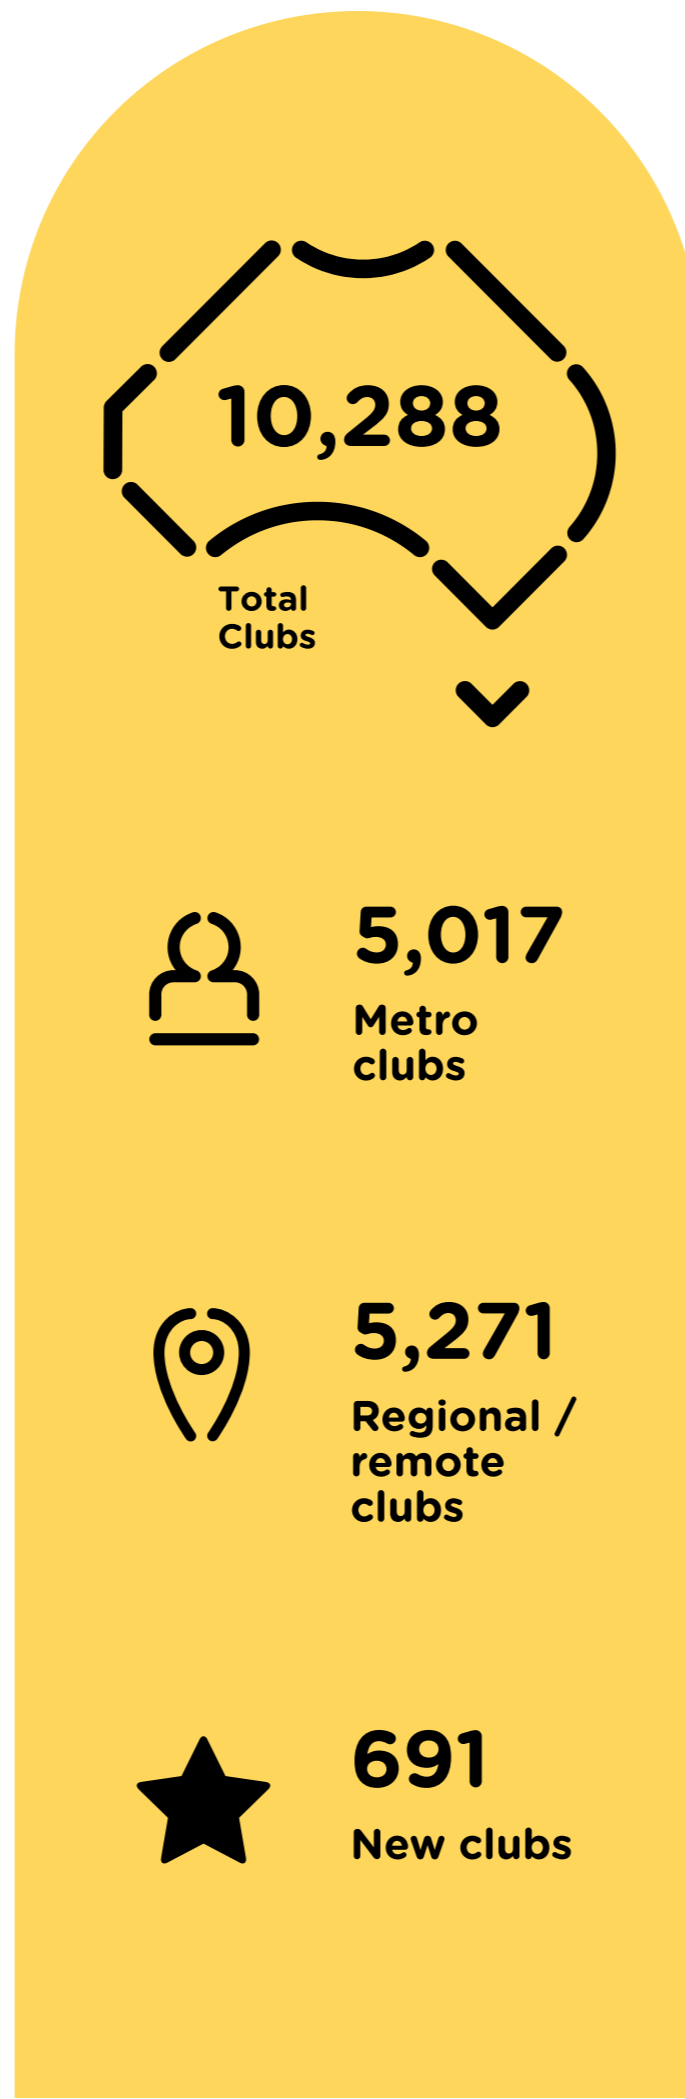 10,288
Total
Clubs
5,017
Metro
clubs
5,271
Regional /
remote
clubs
691
New clubs